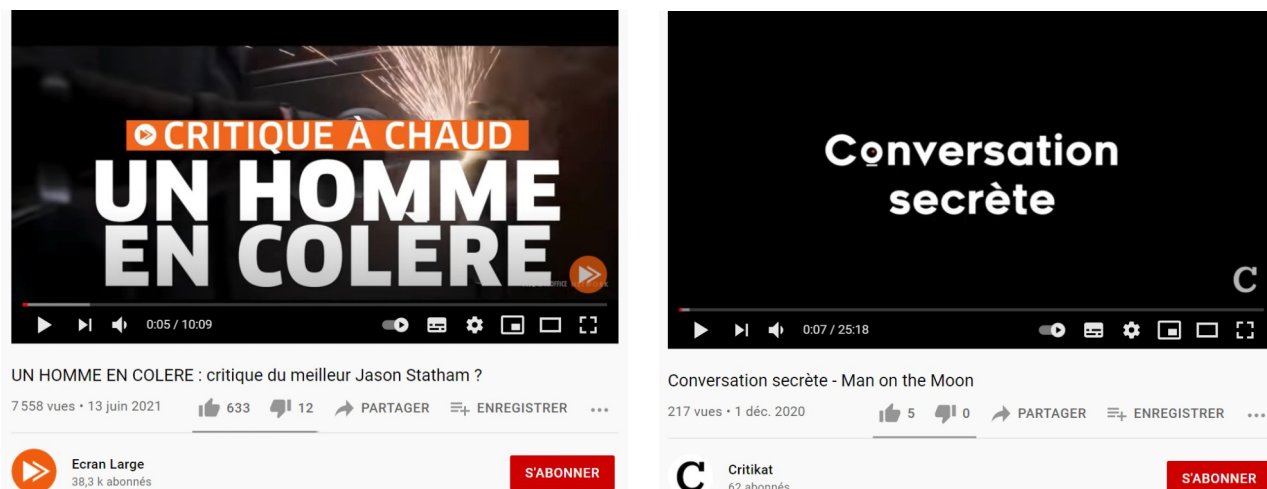 CRITIQUE À CHAUD
UN HOMME
EN COLÈRE
0:05 / 10:09
UN HOMME EN COLERE : critique du meilleur Jason Statham ?
7 558 vues • 13 juin 2021 633 12 PARTAGER ENREGISTRER
Ecran Large
38,3 k abonnés
S'ABONNER
Conversation
secrète
C
0:07 / 25:18
Conversation secrète - Man on the Moon
217 vues • 1 déc. 2020 5 0 PARTAGER ENREGISTRER
C
Critikat
62 abonnés
S'ABONNER